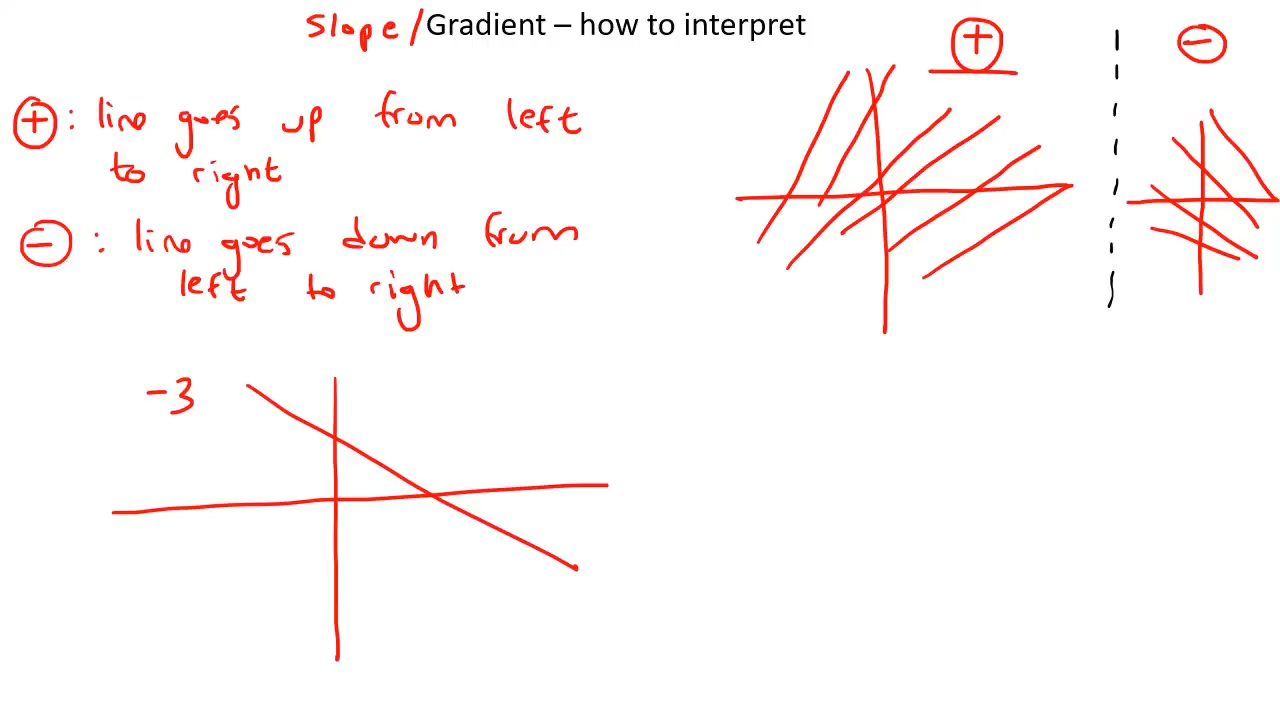 Slope/Gradient – how to interpret
+ −
+ : line goes up from left
to right
− : line goes down from
left to right
-3